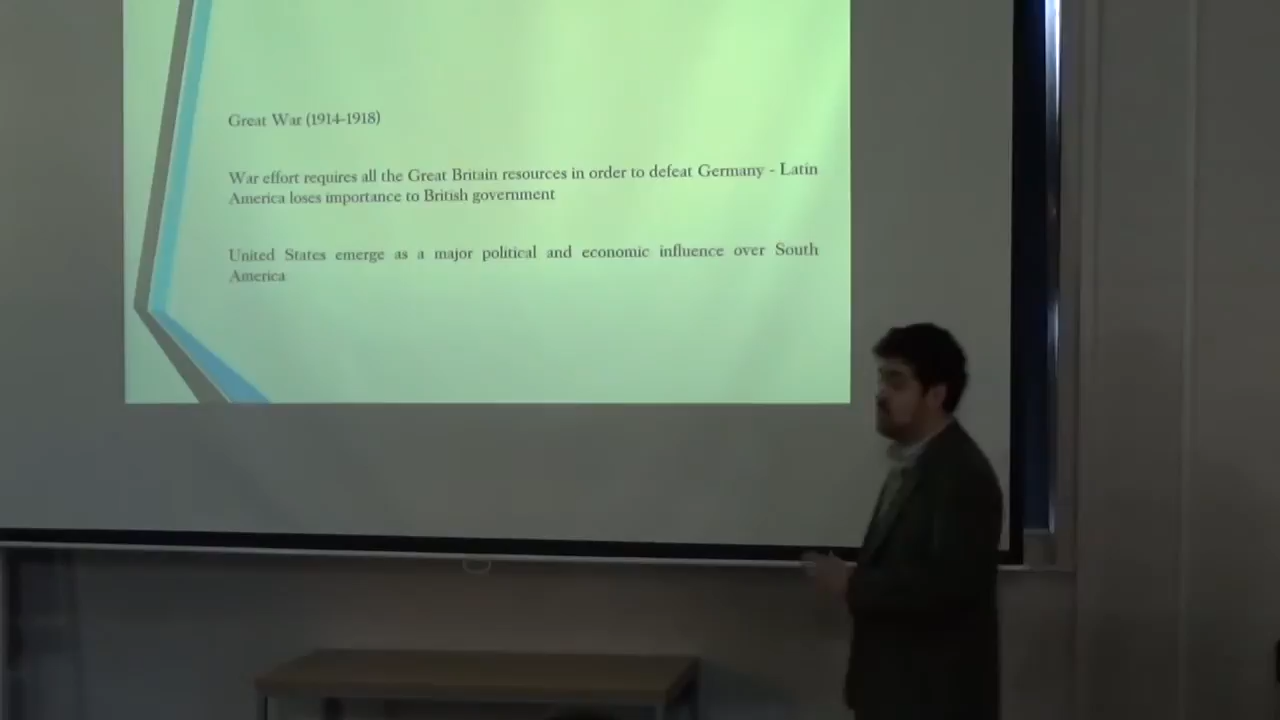 Great War (1914-1918)
War effort requires all the Great Britain resources in order to defeat Germany - Latin
America loses importance to British government
United States emerge as a major political and economic influence over South
America